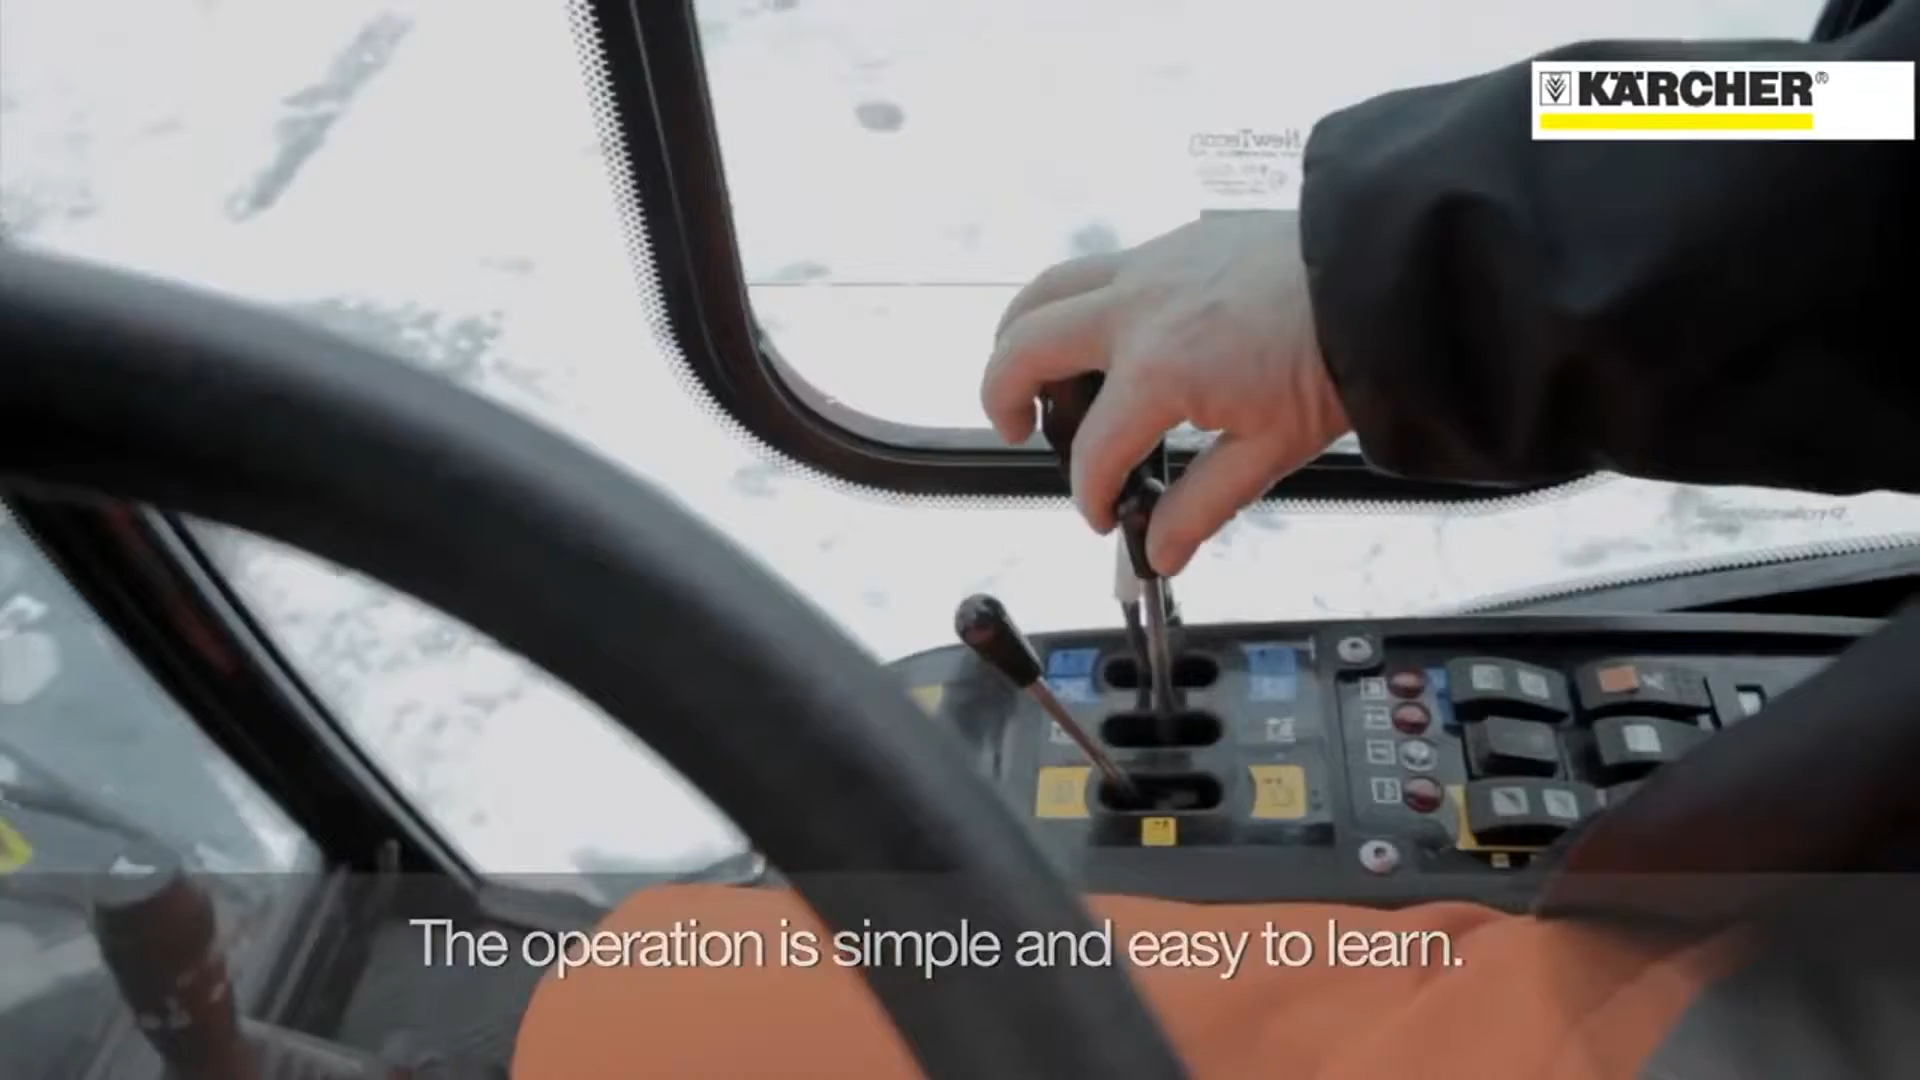 KÄRCHER®
The operation is simple and easy to learn.